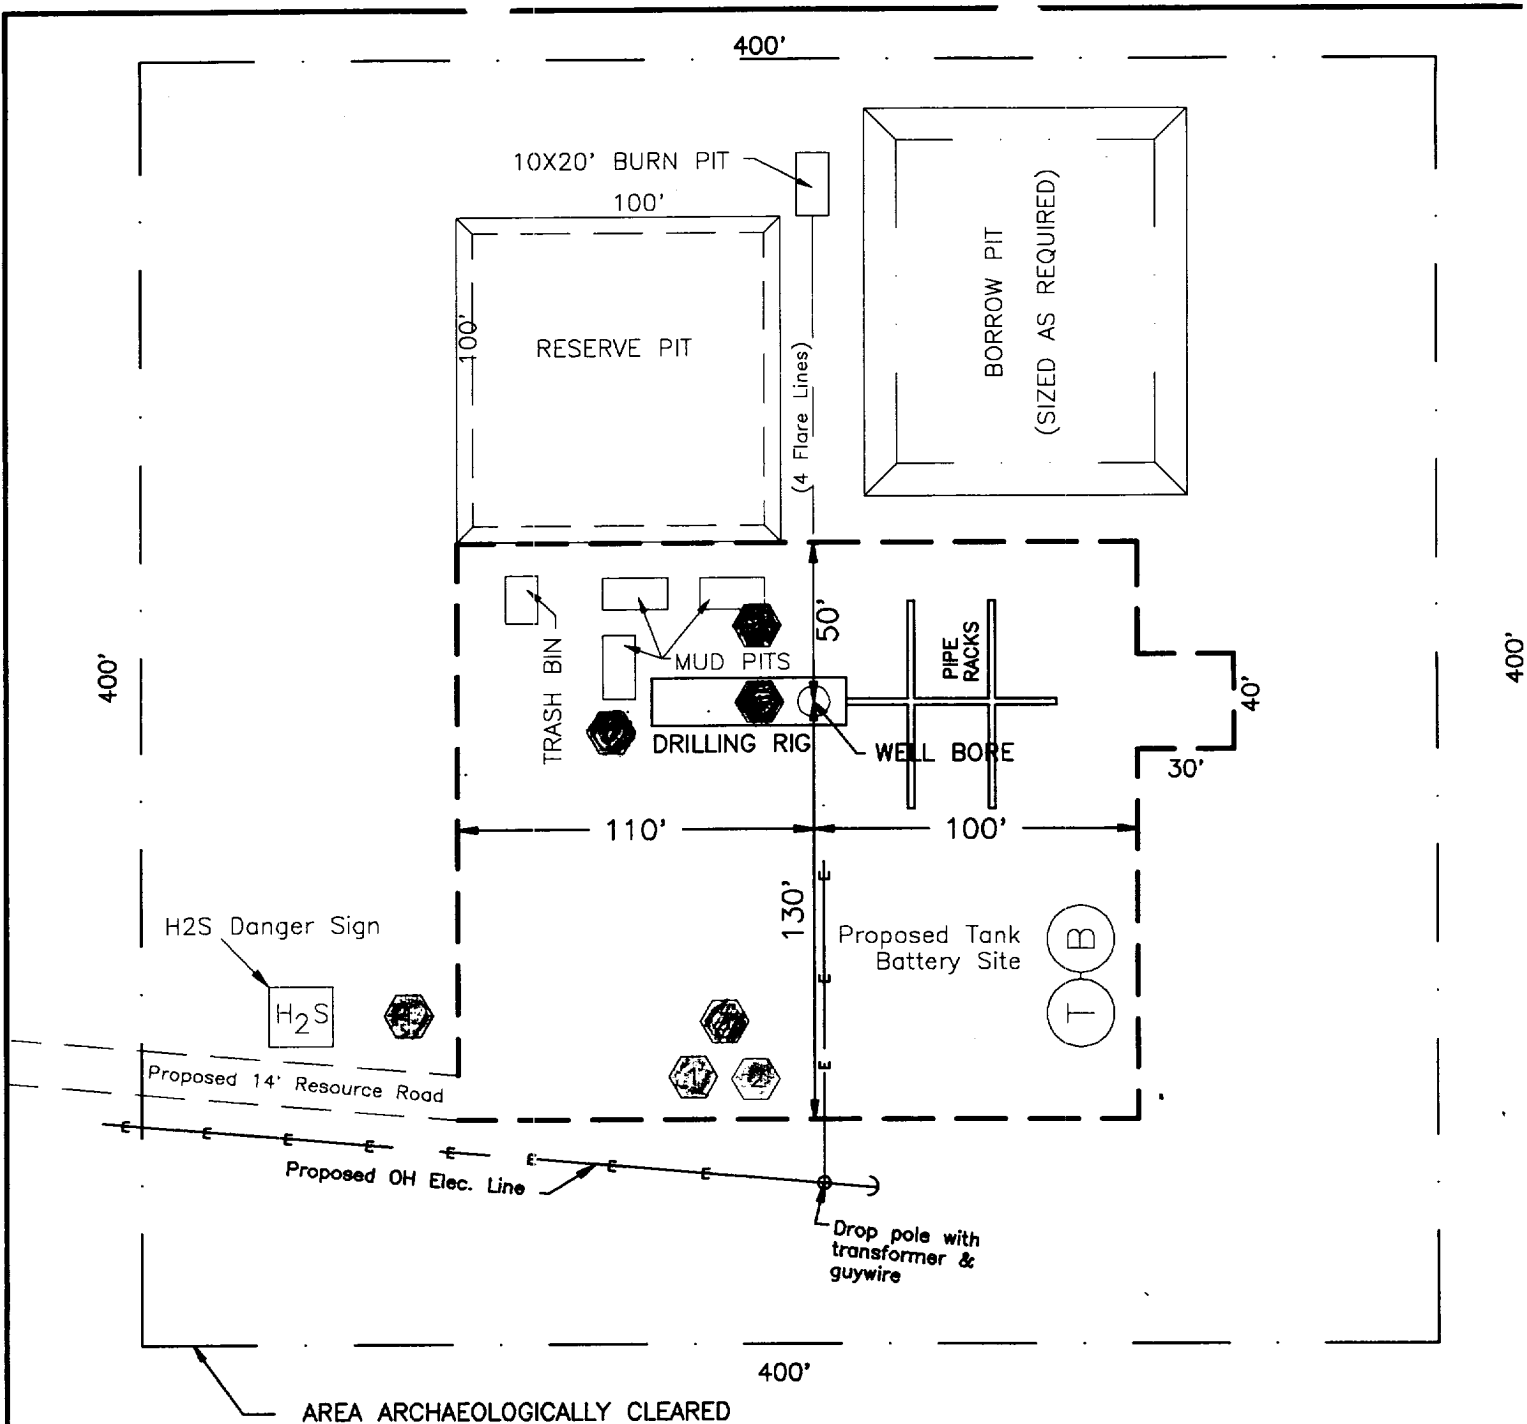 400'
10X20' BURN PIT
100'
100'
RESERVE PIT
(4 Flare Lines)
BORROW PIT
(SIZED AS REQUIRED)
400'
400'
TRASH BIN
MUD PITS
50'
PIPE
RACKS
40'
30'
DRILLING RIG
WELL BORE
110'
100'
130'
H2S Danger Sign
H2S
Proposed Tank
Battery Site
B
T
1
2
Proposed 14' Resource Road
E
E
E
E
E
E
E
E
E
E
E
Proposed OH Elec. Line
Drop pole with
transformer &
guywire
400'
AREA ARCHAEOLOGICALLY CLEARED